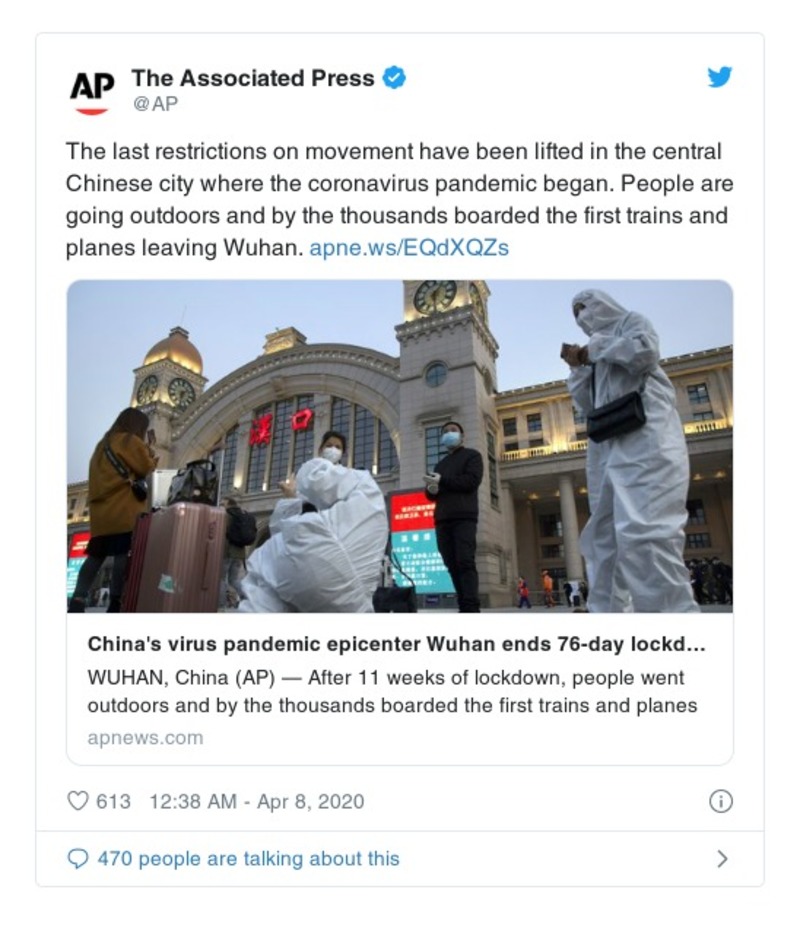 AP
The Associated Press
@AP
The last restrictions on movement have been lifted in the central
Chinese city where the coronavirus pandemic began. People are
going outdoors and by the thousands boarded the first trains and
planes leaving Wuhan. apne.ws/EQdXQZs
漢口
China's virus pandemic epicenter Wuhan ends 76-day lockd...
WUHAN, China (AP) — After 11 weeks of lockdown, people went
outdoors and by the thousands boarded the first trains and planes
apnews.com
613 12:38 AM - Apr 8, 2020
470 people are talking about this